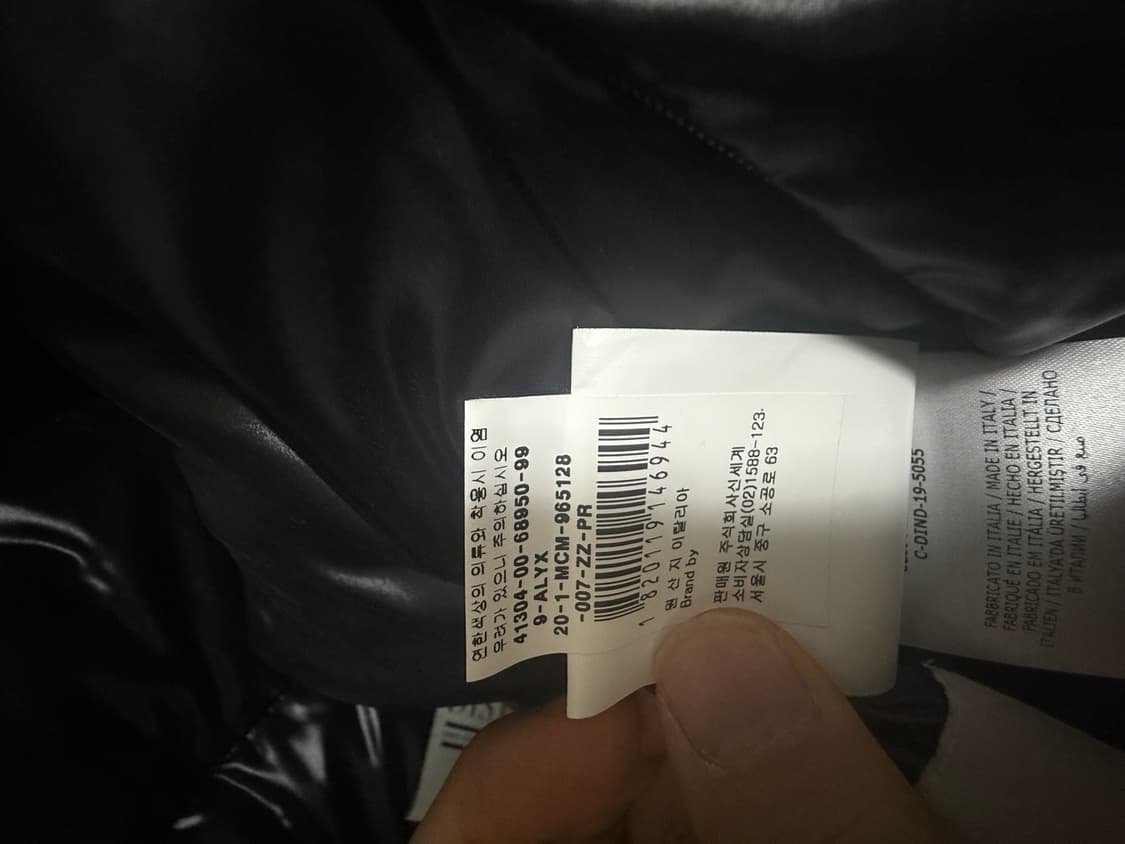 연한색상의 의류와 착용시 이염
우려가 있으니 주의하십시오
41304-00-68950-99
9-ALYX
20-1-MCM-965128
-007-ZZ-PR
1 820119 146944
원 산 지 이탈리아
Brand by
판매원 주식회사신세계
소비자상담실(02)1588-123.
서울시 중구 소공로 63
C-DIND-19-5055
FABBRICATO IN ITALIA / MADE IN ITALY /
FABRIQUÉ EN ITALIE / HECHO EN ITALIA /
FABRICADO EM ITÁLIA / HERGESTELLT IN
ITALIEN / ITALYA'DA ÜRETILMIŞTIR / СДЕЛАНО
В ИТАЛИИ / صنع في ايطاليا